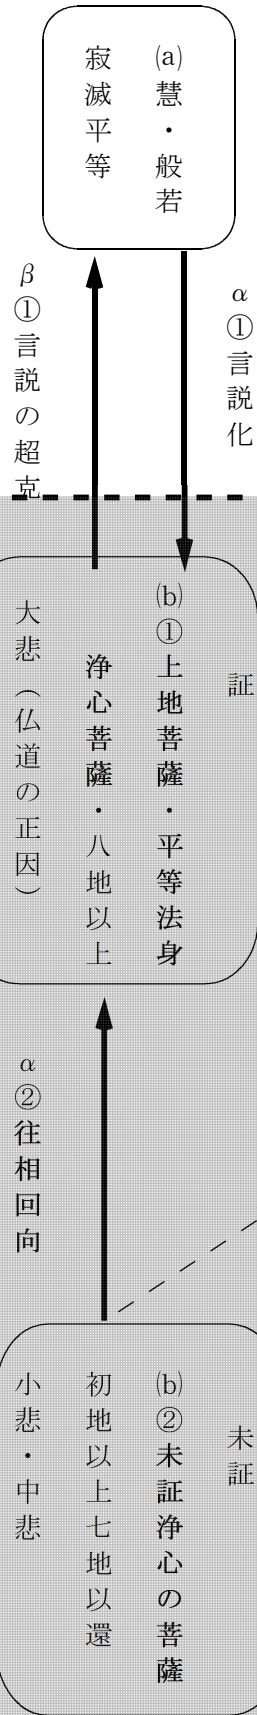 (a)慧・般若
寂滅平等
α①言説化
β①言説の超克
証
(b)①上地菩薩・平等法身
浄心菩薩・八地以上
大悲（仏道の正因）
α②往相回向
未証
(b)②未証浄心の菩薩
初地以上七地以還
小悲・中悲